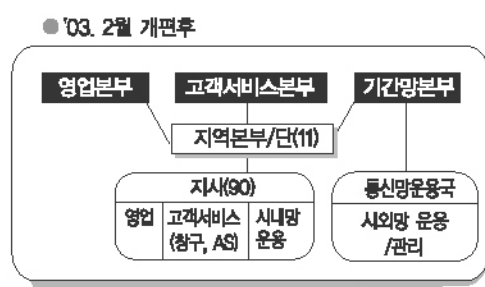 '03. 2월 개편후
영업본부 고객서비스본부 기간망본부
지역본부/단(11)
지사(90) 통신망운용국
영업 고객서비스 시내망 시외망 운용
(창구, AS) 운용 /관리